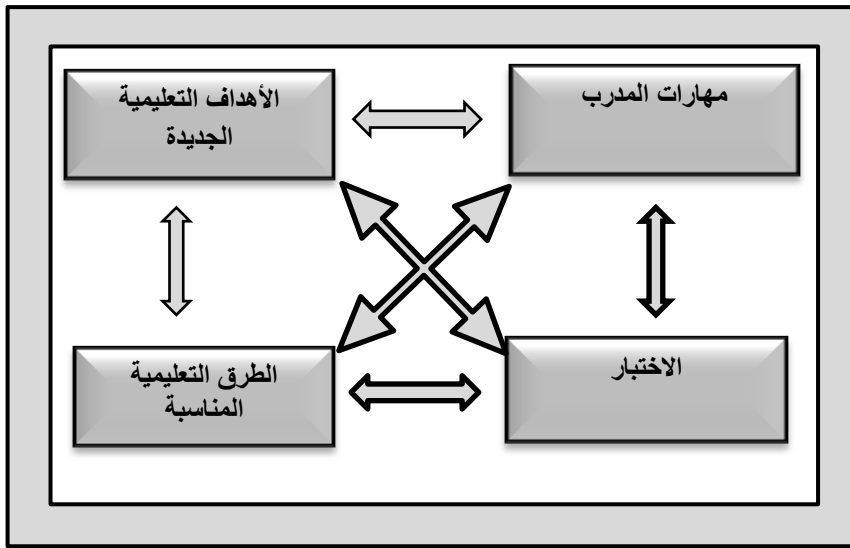 مهارات المدرب
الأهداف التعليمية
الجديدة
الاختبار
الطرق التعليمية
المناسبة